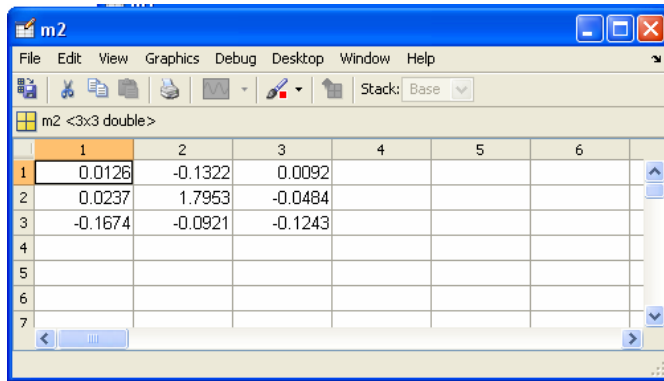 m2
File Edit View Graphics Debug Desktop Window Help
Stack: Base
m2 <3x3 double>
1 2 3 4 5 6
1 0.0126 -0.1322 0.0092
2 0.0237 1.7953 -0.0484
3 -0.1674 -0.0921 -0.1243
4
5
6
7